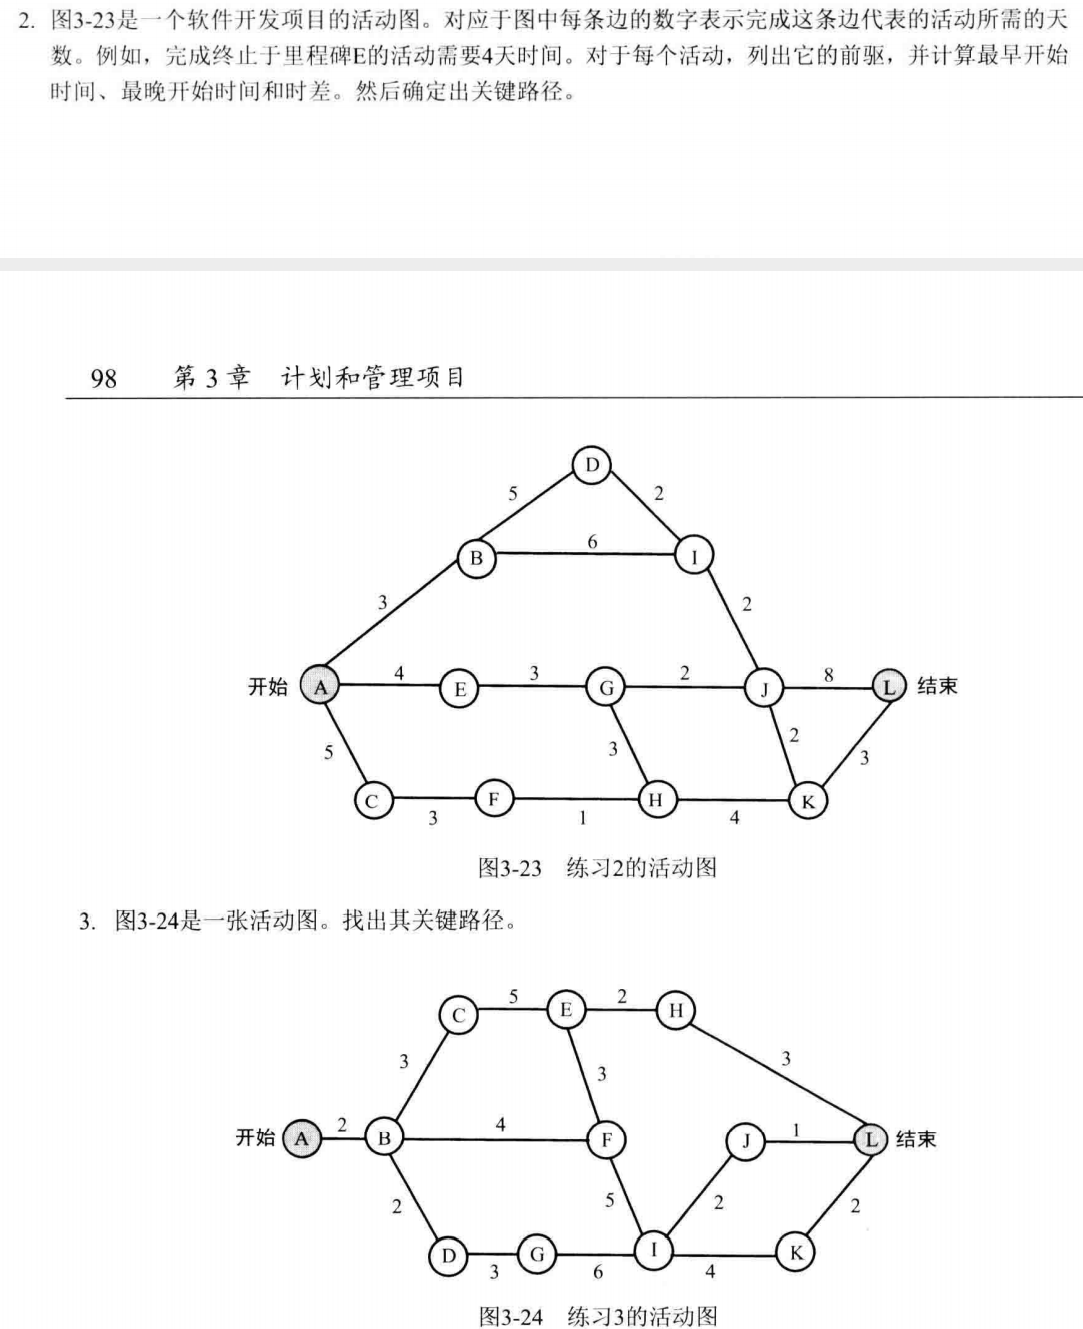 2. 图3-23是一个软件开发项目的活动图。对应于图中每条边的数字表示完成这条边代表的活动所需的天
数。例如，完成终止于里程碑E的活动需要4天时间。对于每个活动，列出它的前驱，并计算最早开始
时间、最晚开始时间和时差。然后确定出关键路径。
98 第 3 章 计划和管理项目
D
5 2
6
B I
3 2
开始 A 4 E 3 G 2 J 8 L 结束
5 3 2 3
C F H K
3 1 4
图3-23 练习2的活动图
3. 图3-24是一张活动图。找出其关键路径。
C 5 E 2 H
3 3 3
开始 A 2 B 4 F J 1 L 结束
2 5 2 2
D G I K
3 6 4
图3-24 练习3的活动图